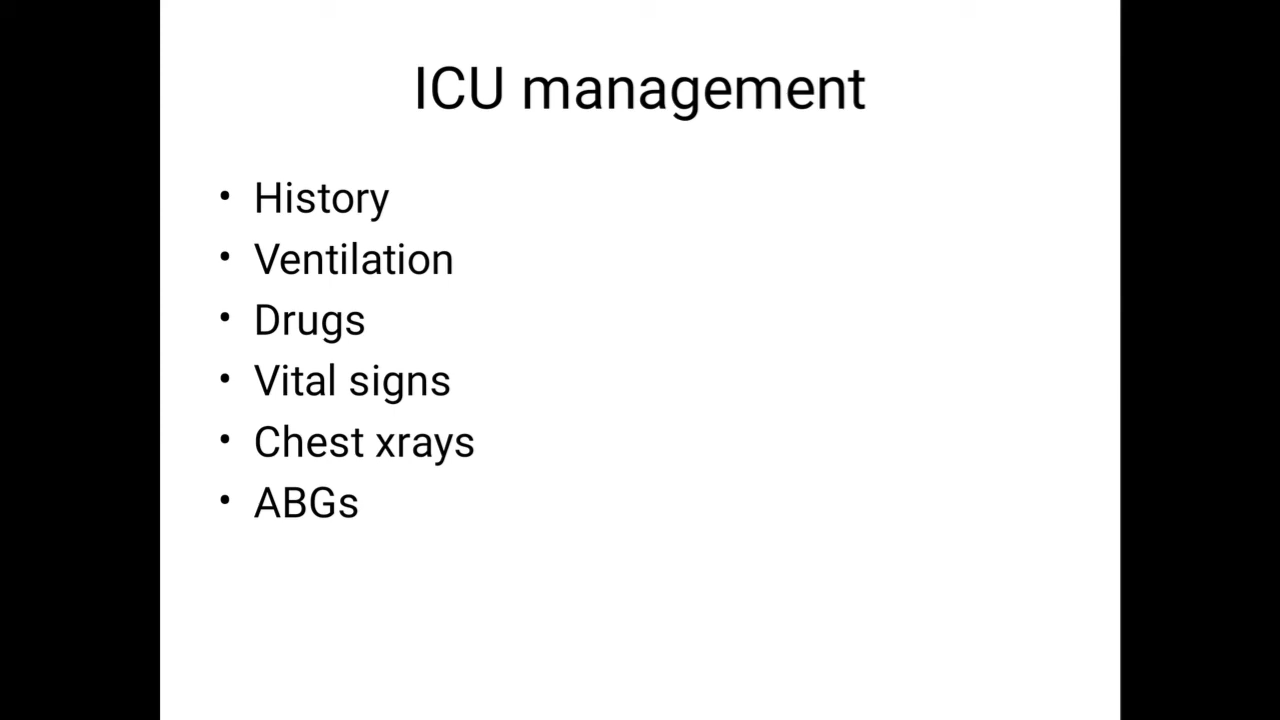 ICU management
• History
• Ventilation
• Drugs
• Vital signs
• Chest xrays
• ABGs